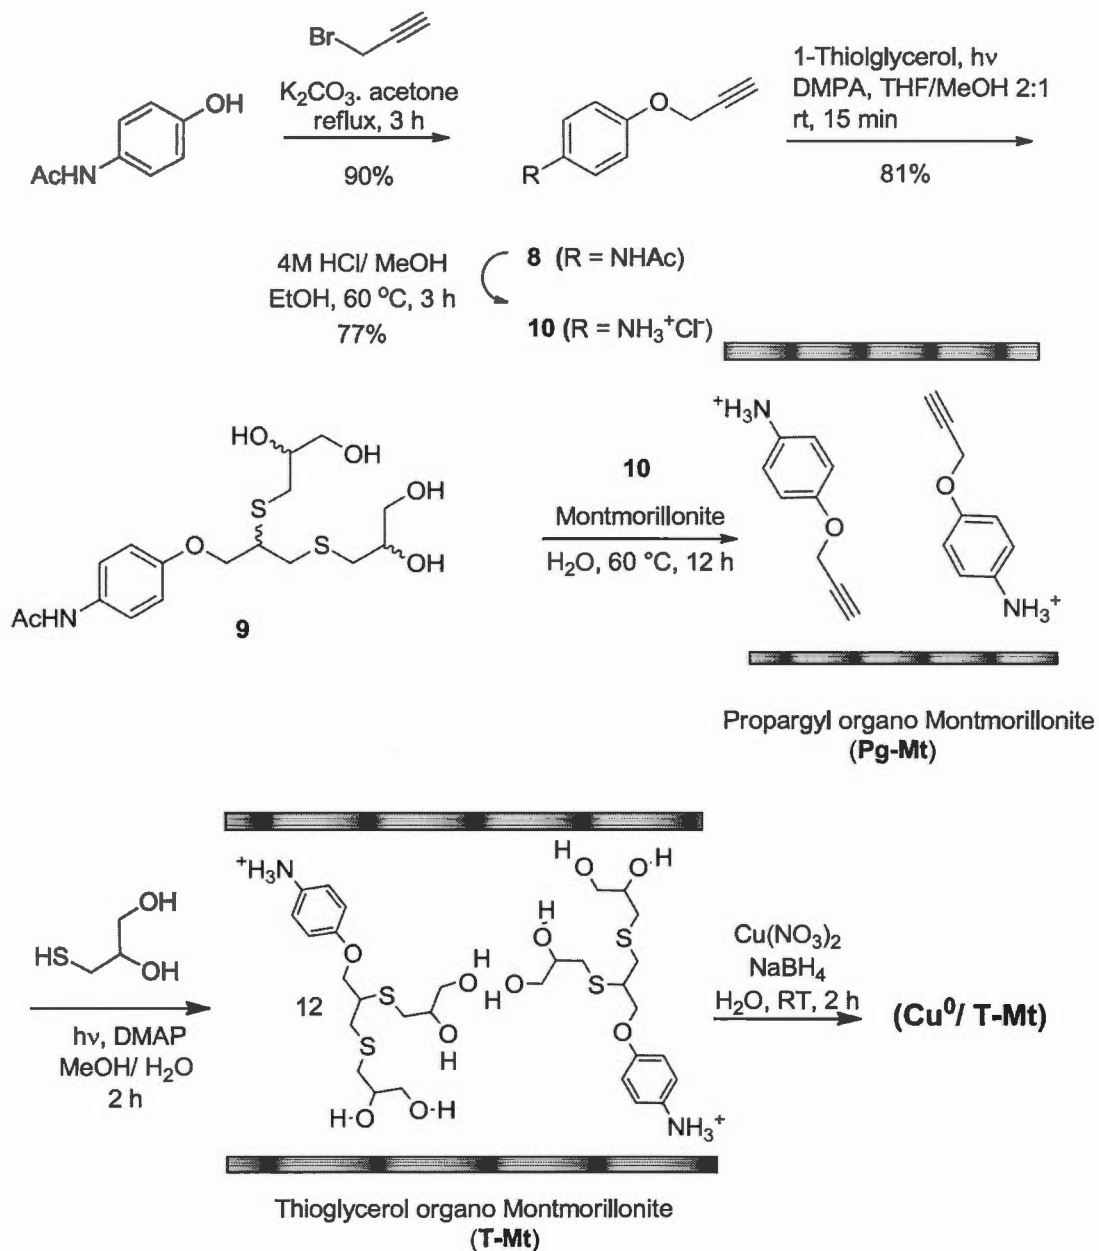 Br
K₂CO₃. acetone
reflux, 3 h
90%
OH
AcHN
O
R
1-Thiolglycerol, hν
DMPA, THF/MeOH 2:1
rt, 15 min
81%
4M HCl/ MeOH
EtOH, 60 °C, 3 h
77%
8 (R = NHAc)
10 (R = NH₃⁺Cl⁻)
HO
OH
S
OH
O
S
OH
AcHN
9
10
Montmorillonite
H₂O, 60 °C, 12 h
⁺H₃N
O
O
NH₃⁺
Propargyl organo Montmorillonite
(Pg-Mt)
OH
HS
OH
hν, DMAP
MeOH/ H₂O
2 h
⁺H₃N
O
12
S
O
H
O
H
S
H-O
O-H
H
O
O-H
H
O
S
H
O
S
O
NH₃⁺
Cu(NO₃)₂
NaBH₄
H₂O, RT, 2 h
(Cu⁰/ T-Mt)
Thioglycerol organo Montmorillonite
(T-Mt)